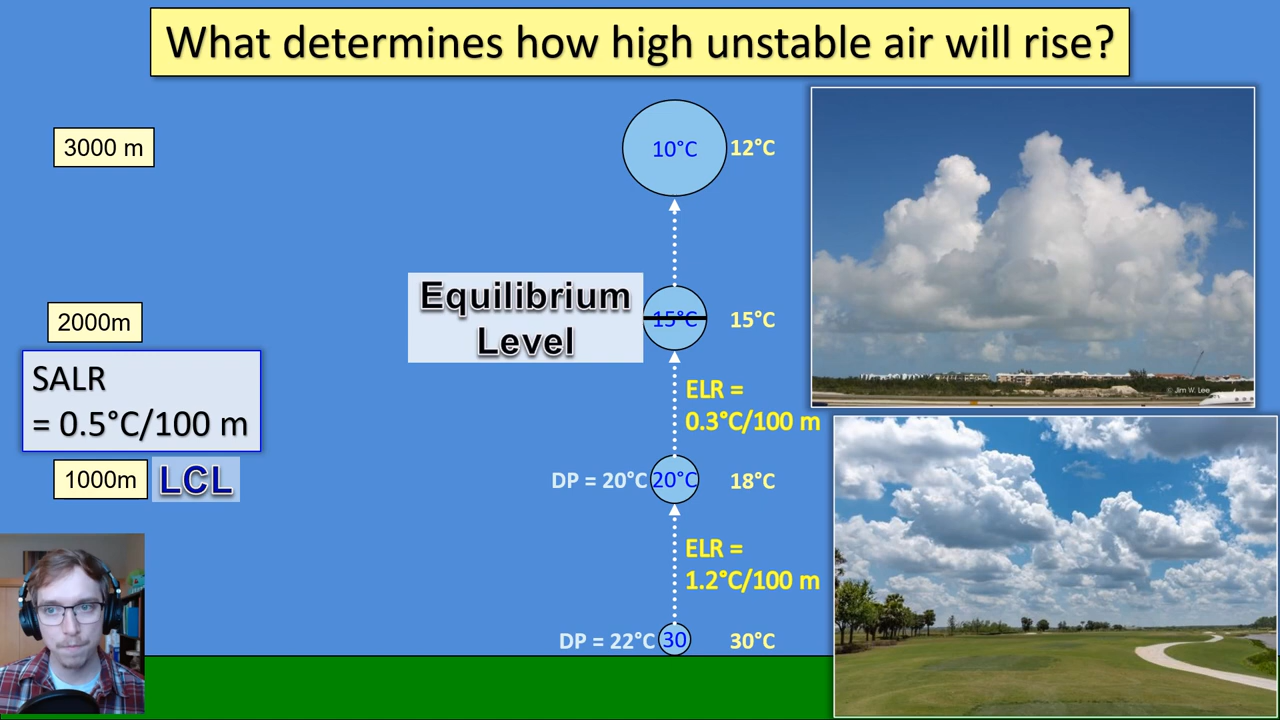 What determines how high unstable air will rise?
3000 m
10°C
12°C
Equilibrium
Level
2000m
15°C
15°C
SALR
= 0.5°C/100 m
ELR =
0.3°C/100 m
© Jim W. Lee
1000m
LCL
DP = 20°C
20°C
18°C
ELR =
1.2°C/100 m
DP = 22°C
30
30°C